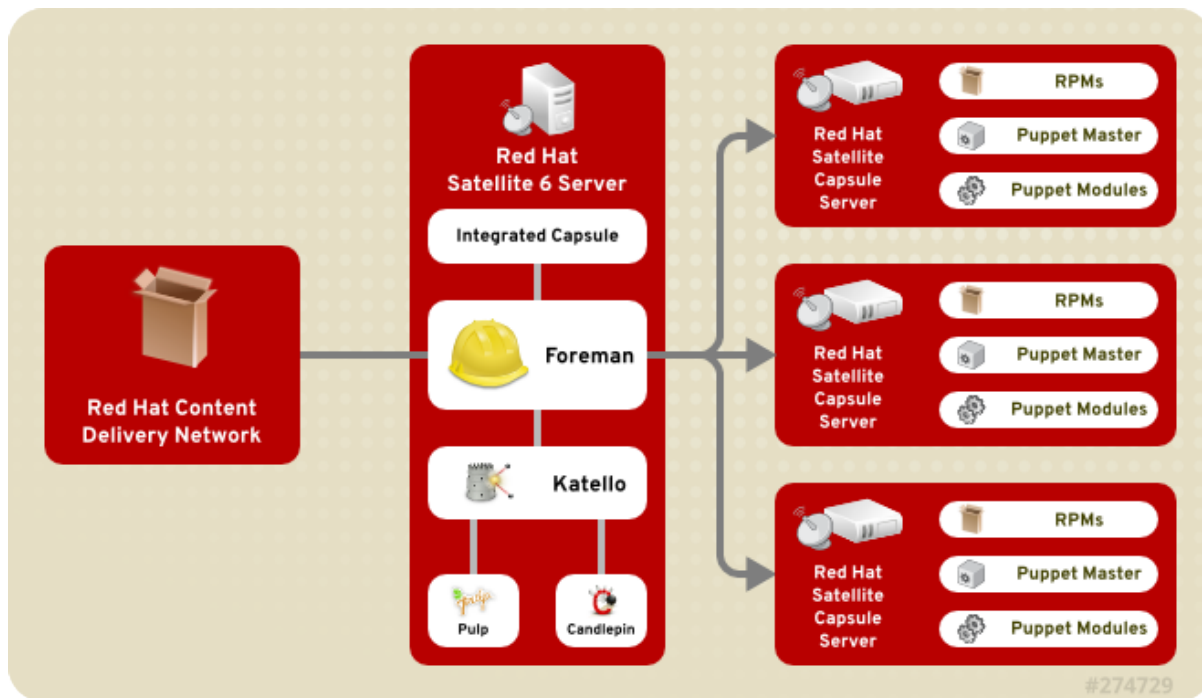 Red Hat Content
Delivery Network
Red Hat
Satellite 6 Server
Integrated Capsule
Foreman
Katello
Pulp
Candlepin
Red Hat
Satellite
Capsule
Server
RPMs
Puppet Master
Puppet Modules
Red Hat
Satellite
Capsule
Server
RPMs
Puppet Master
Puppet Modules
Red Hat
Satellite
Capsule
Server
RPMs
Puppet Master
Puppet Modules
#274729